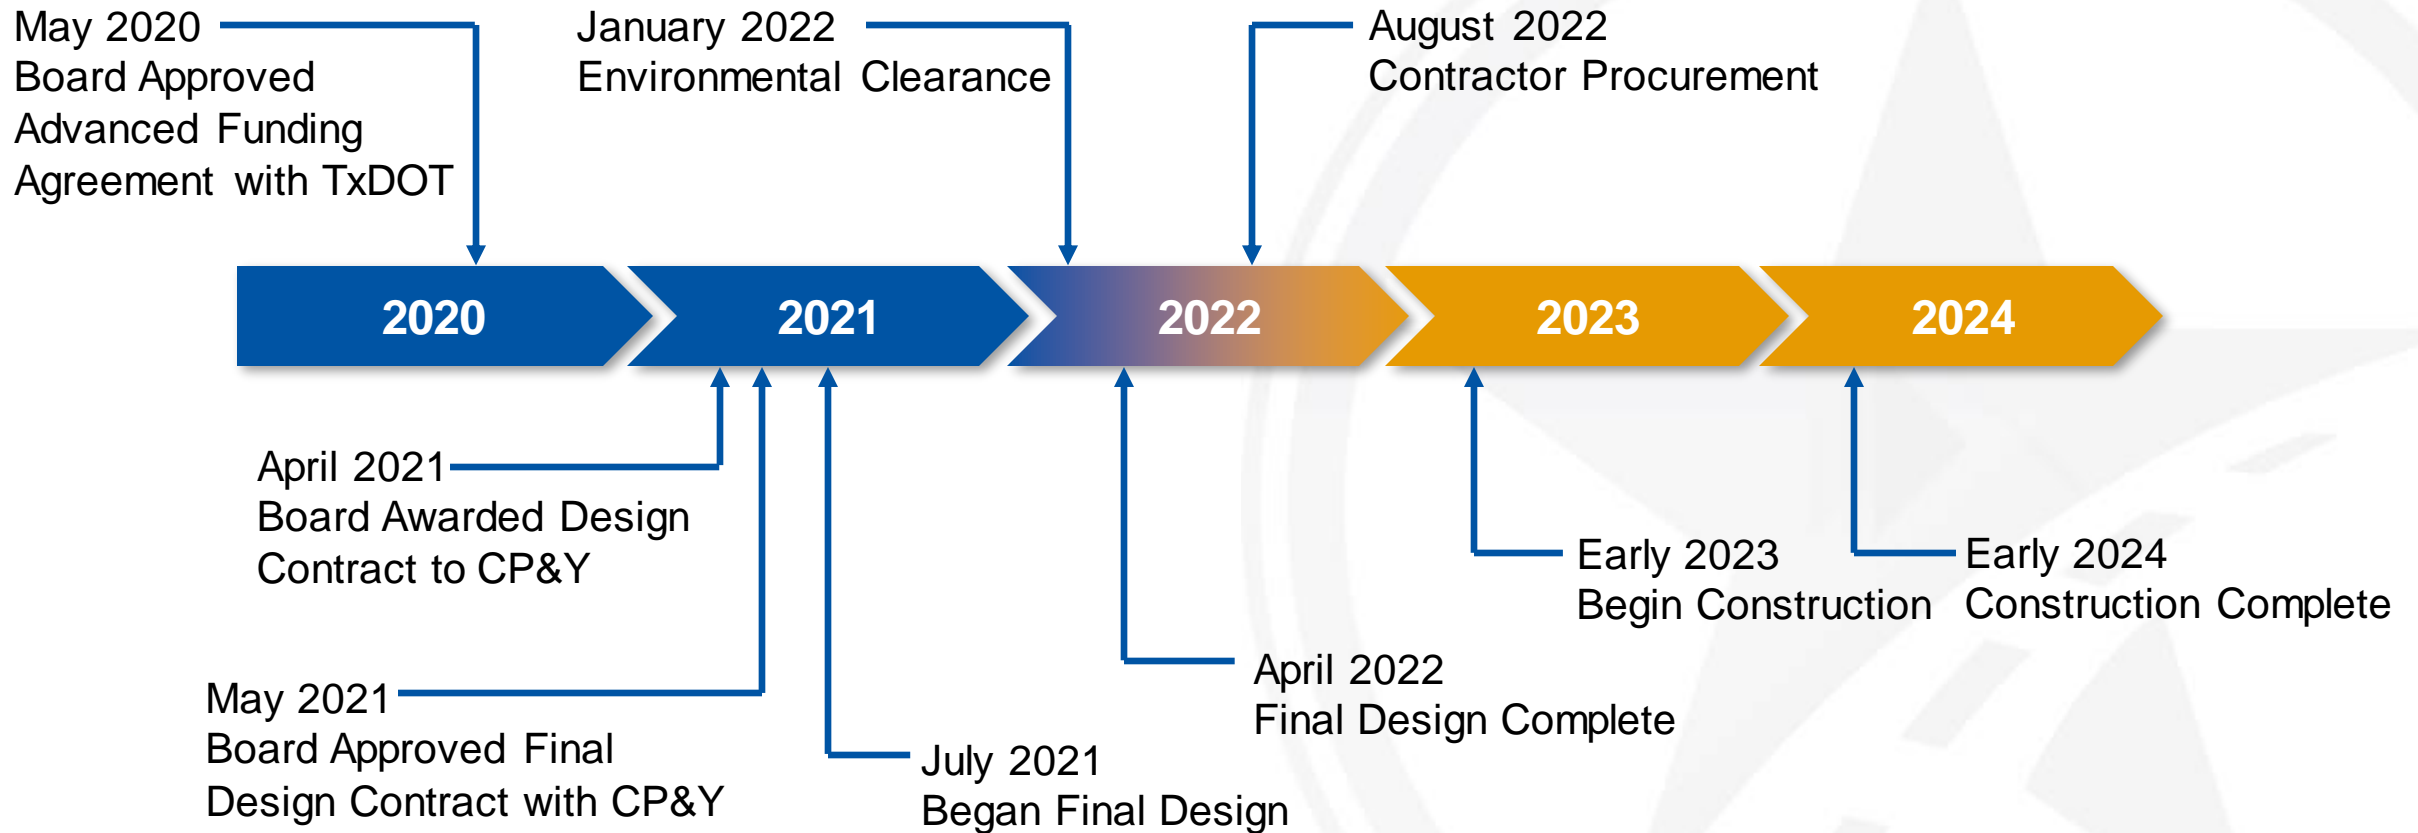 May 2020
Board Approved
Advanced Funding
Agreement with TxDOT
January 2022
Environmental Clearance
August 2022
Contractor Procurement
2020
2021
2022
2023
2024
April 2021
Board Awarded Design
Contract to CP&Y
May 2021
Board Approved Final
Design Contract with CP&Y
July 2021
Began Final Design
April 2022
Final Design Complete
Early 2023
Begin Construction
Early 2024
Construction Complete